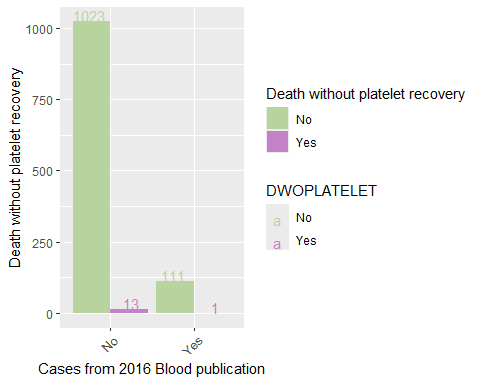 Death without platelet recovery
1000
750
500
250
0
1023
13
111
1
No
Yes
Cases from 2016 Blood publication
Death without platelet recovery
No
Yes
DWOPLATELET
a No
a Yes